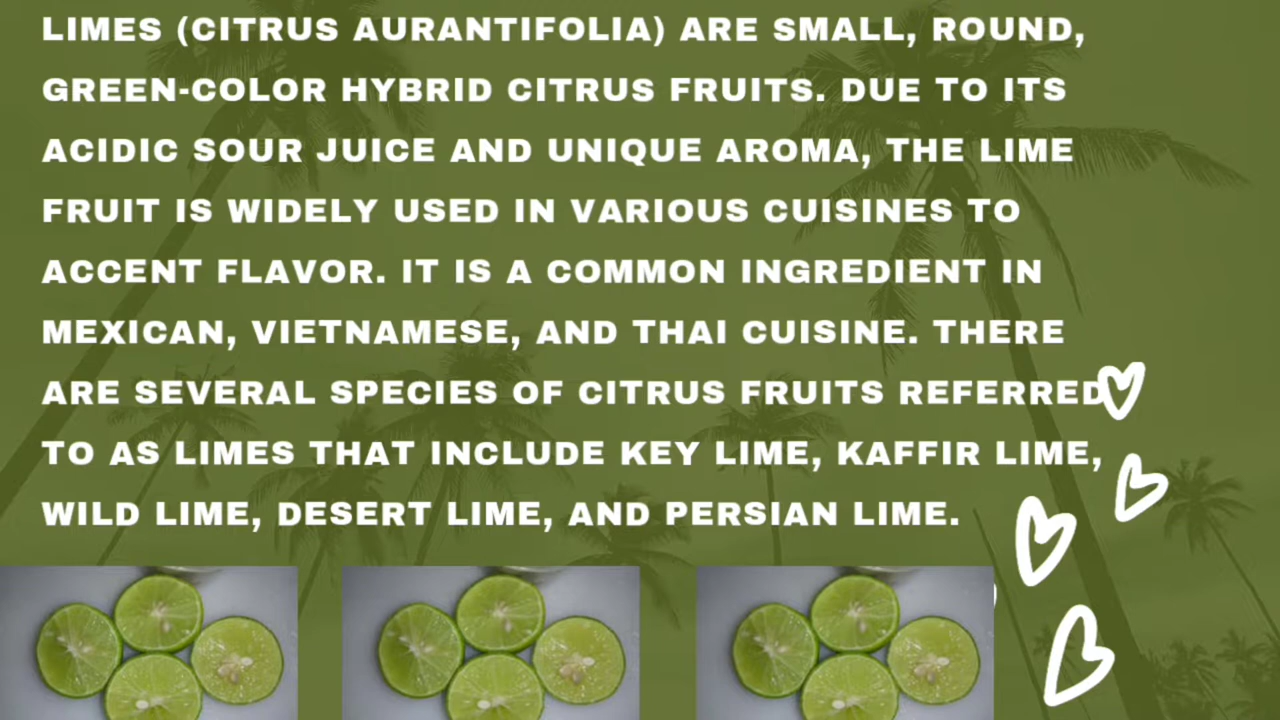 LIMES (CITRUS AURANTIFOLIA) ARE SMALL, ROUND,
GREEN-COLOR HYBRID CITRUS FRUITS. DUE TO ITS
ACIDIC SOUR JUICE AND UNIQUE AROMA, THE LIME
FRUIT IS WIDELY USED IN VARIOUS CUISINES TO
ACCENT FLAVOR. IT IS A COMMON INGREDIENT IN
MEXICAN, VIETNAMESE, AND THAI CUISINE. THERE
ARE SEVERAL SPECIES OF CITRUS FRUITS REFERRED
TO AS LIMES THAT INCLUDE KEY LIME, KAFFIR LIME,
WILD LIME, DESERT LIME, AND PERSIAN LIME.